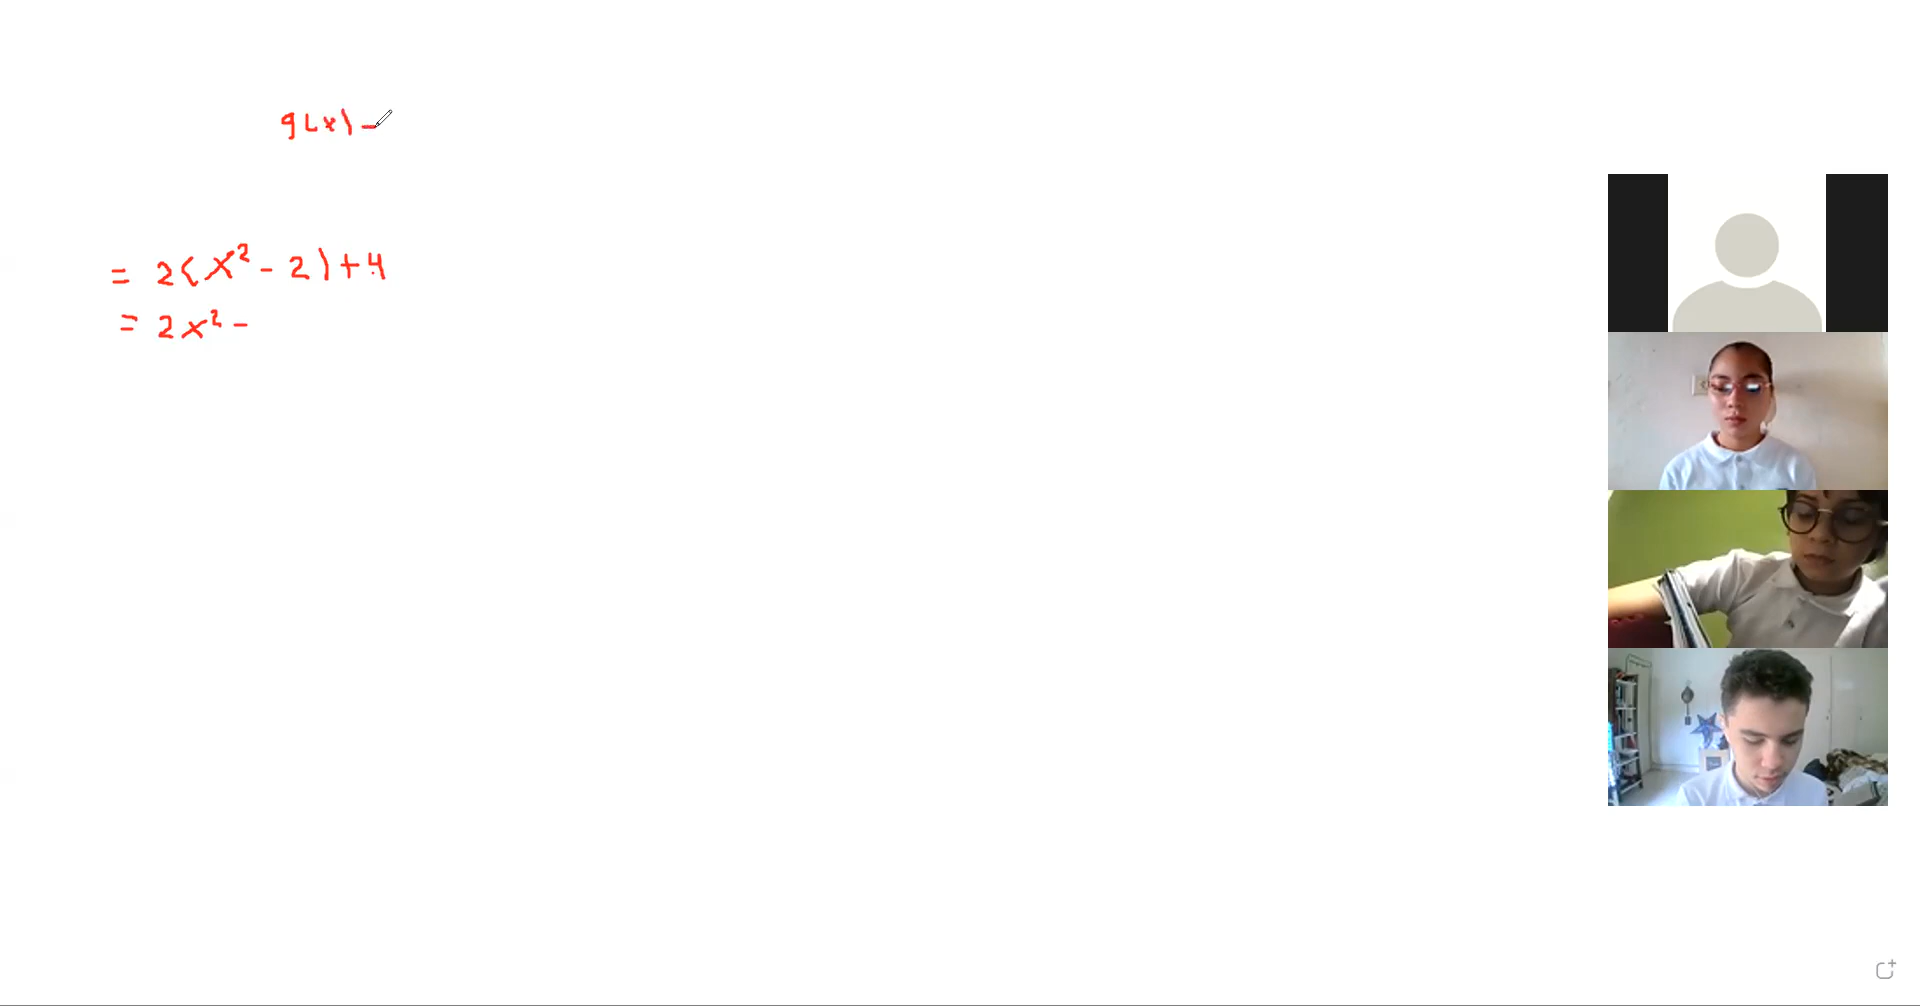 g(x) -
= 2(x² - 2) + 4
= 2x² -